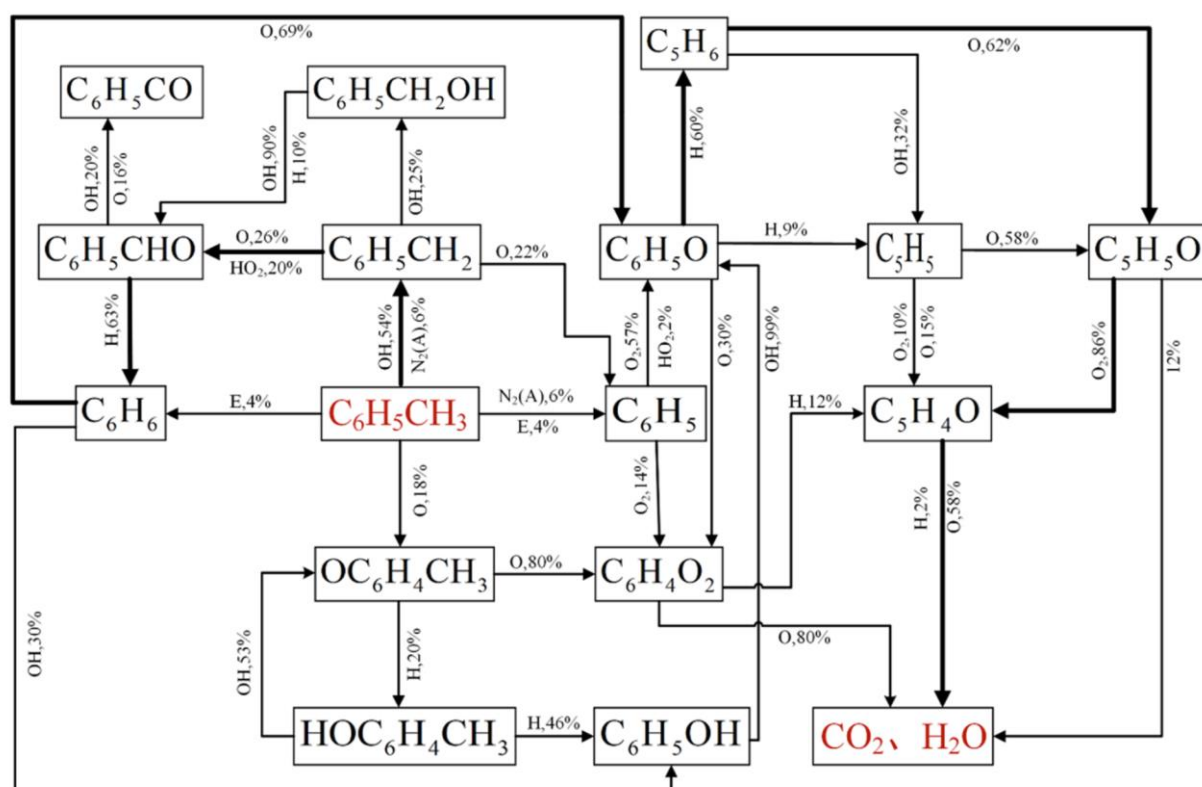 O,69%
C₅H₆
O,62%
C₆H₅CO
C₆H₅CH₂OH
OH,20%
O,16%
OH,90%
H,10%
OH,25%
H,60%
OH,32%
C₆H₅CHO
O,26%
HO₂,20%
C₆H₅CH₂
O,22%
C₆H₅O
H,9%
C₅H₅
O,58%
C₅H₅O
H,63%
OH,54%
N₂(A),6%
O₂,57%
HO₂,2%
O,30%
OH,99%
O₂,10%
O,15%
O₂,86%
12%
C₆H₆
E,4%
C₆H₅CH₃
N₂(A),6%
E,4%
C₆H₅
H,12%
C₅H₄O
O,18%
O₂,14%
H,2%
O,58%
OC₆H₄CH₃
O,80%
C₆H₄O₂
OH,30%
OH,53%
H,20%
O,80%
HOC₆H₄CH₃
H,46%
C₆H₅OH
CO₂、H₂O